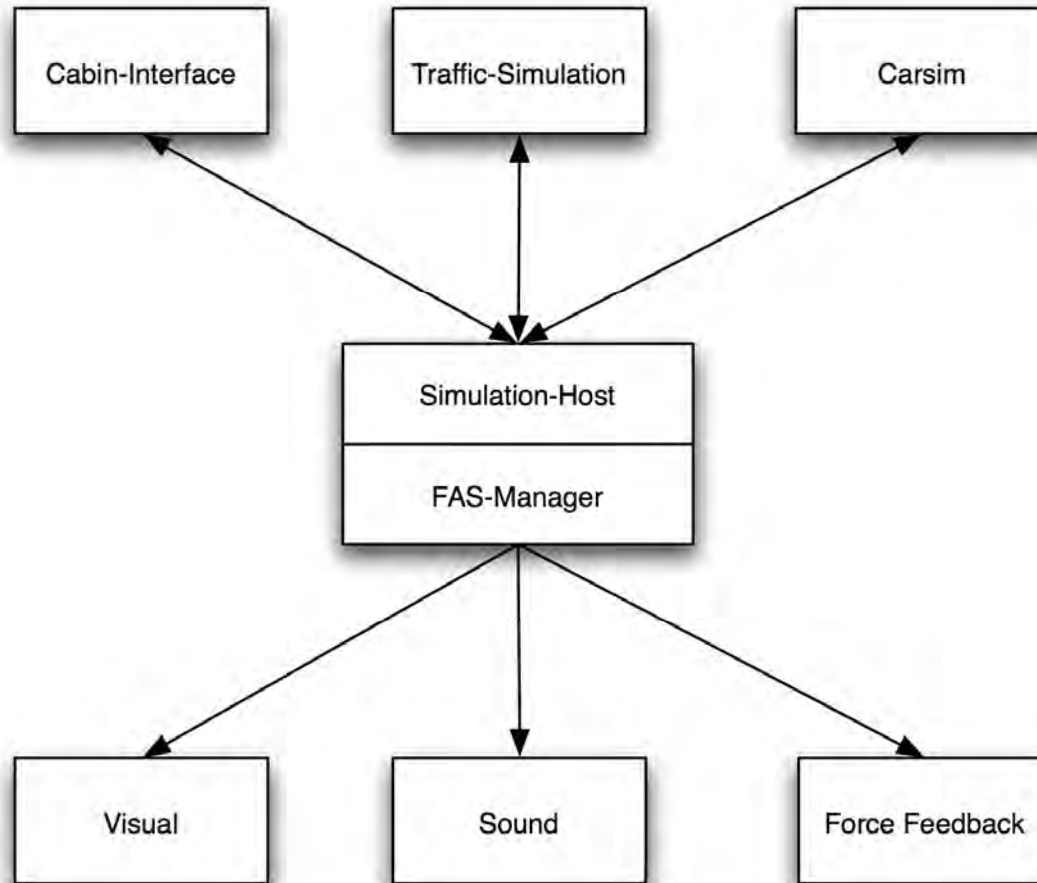 Cabin-Interface
Traffic-Simulation
Carsim
Simulation-Host
FAS-Manager
Visual
Sound
Force Feedback